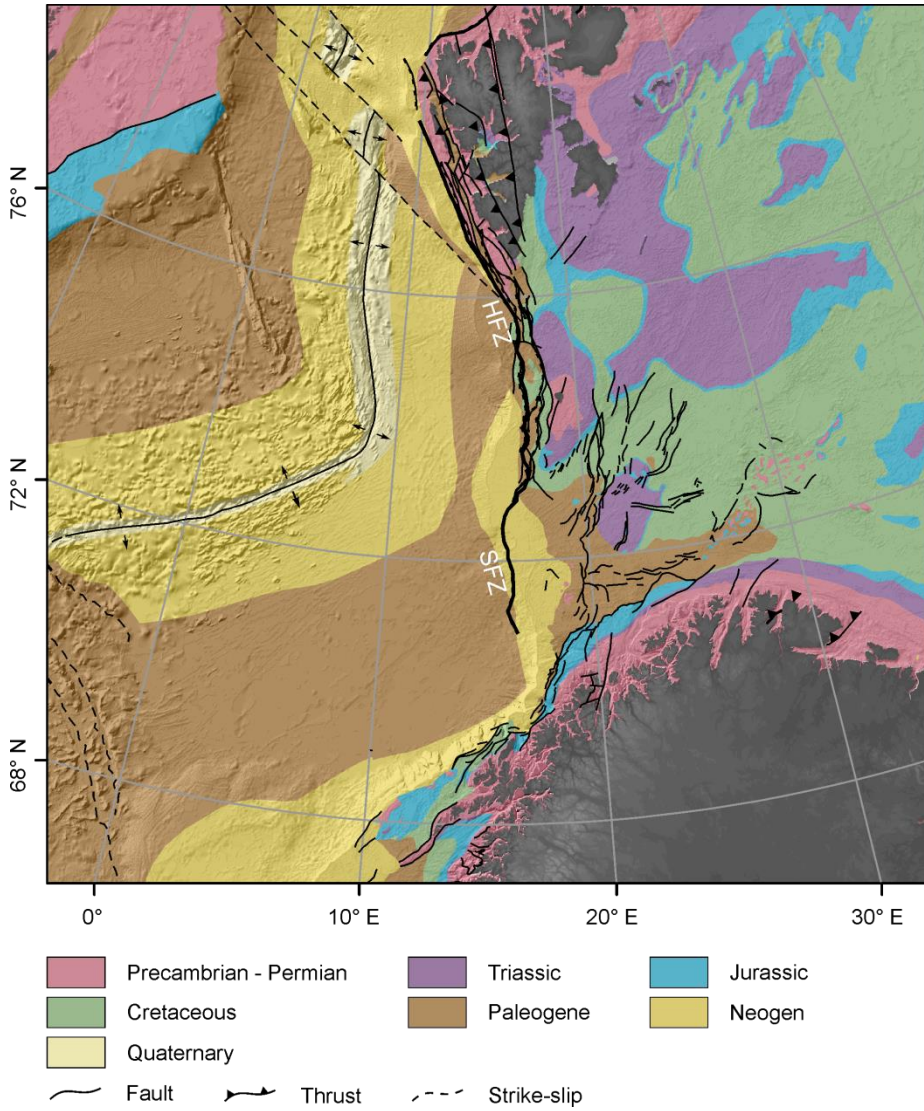 76° N
HFZ
72° N
SFZ
68° N
0° 10° E 20° E 30° E
Precambrian - Permian Triassic Jurassic
Cretaceous Paleogene Neogen
Quaternary
Fault Thrust Strike-slip